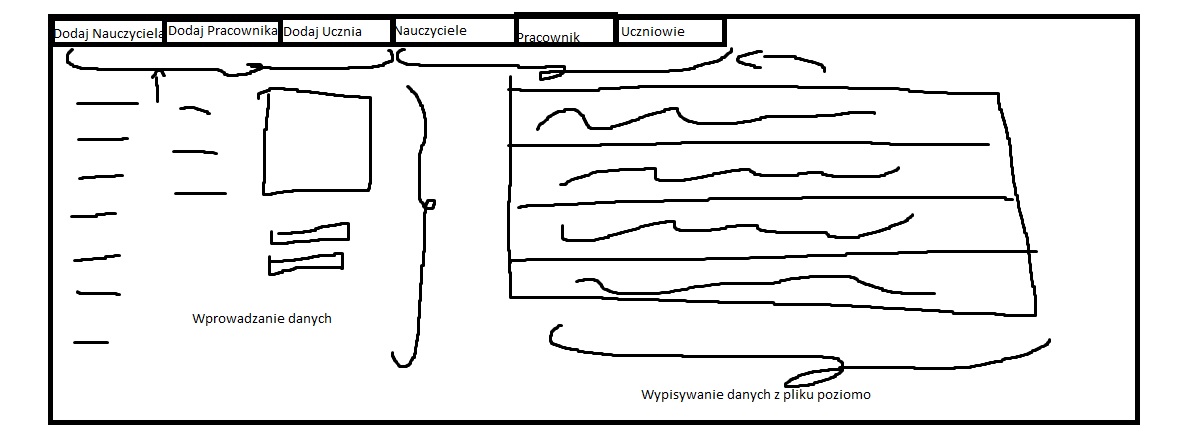 Dodaj Nauczyciela
Dodaj Pracownika
Dodaj Ucznia
Nauczyciele
Pracownik
Uczniowie
Wprowadzanie danych
Wypisywanie danych z pliku poziomo